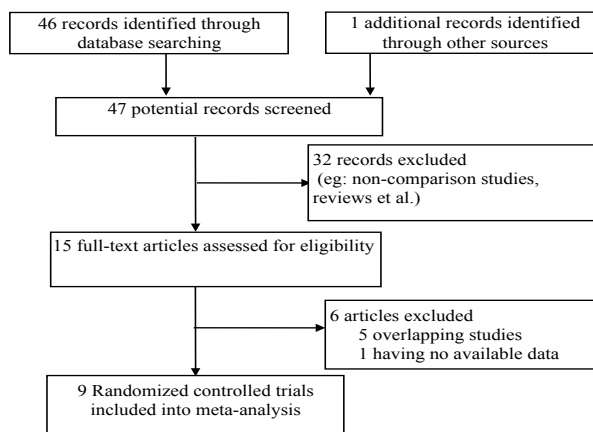 46 records identified through
database searching
1 additional records identified
through other sources
47 potential records screened
32 records excluded
(eg: non-comparison studies,
reviews et al.)
15 full-text articles assessed for eligibility
6 articles excluded
5 overlapping studies
1 having no available data
9 Randomized controlled trials
included into meta-analysis